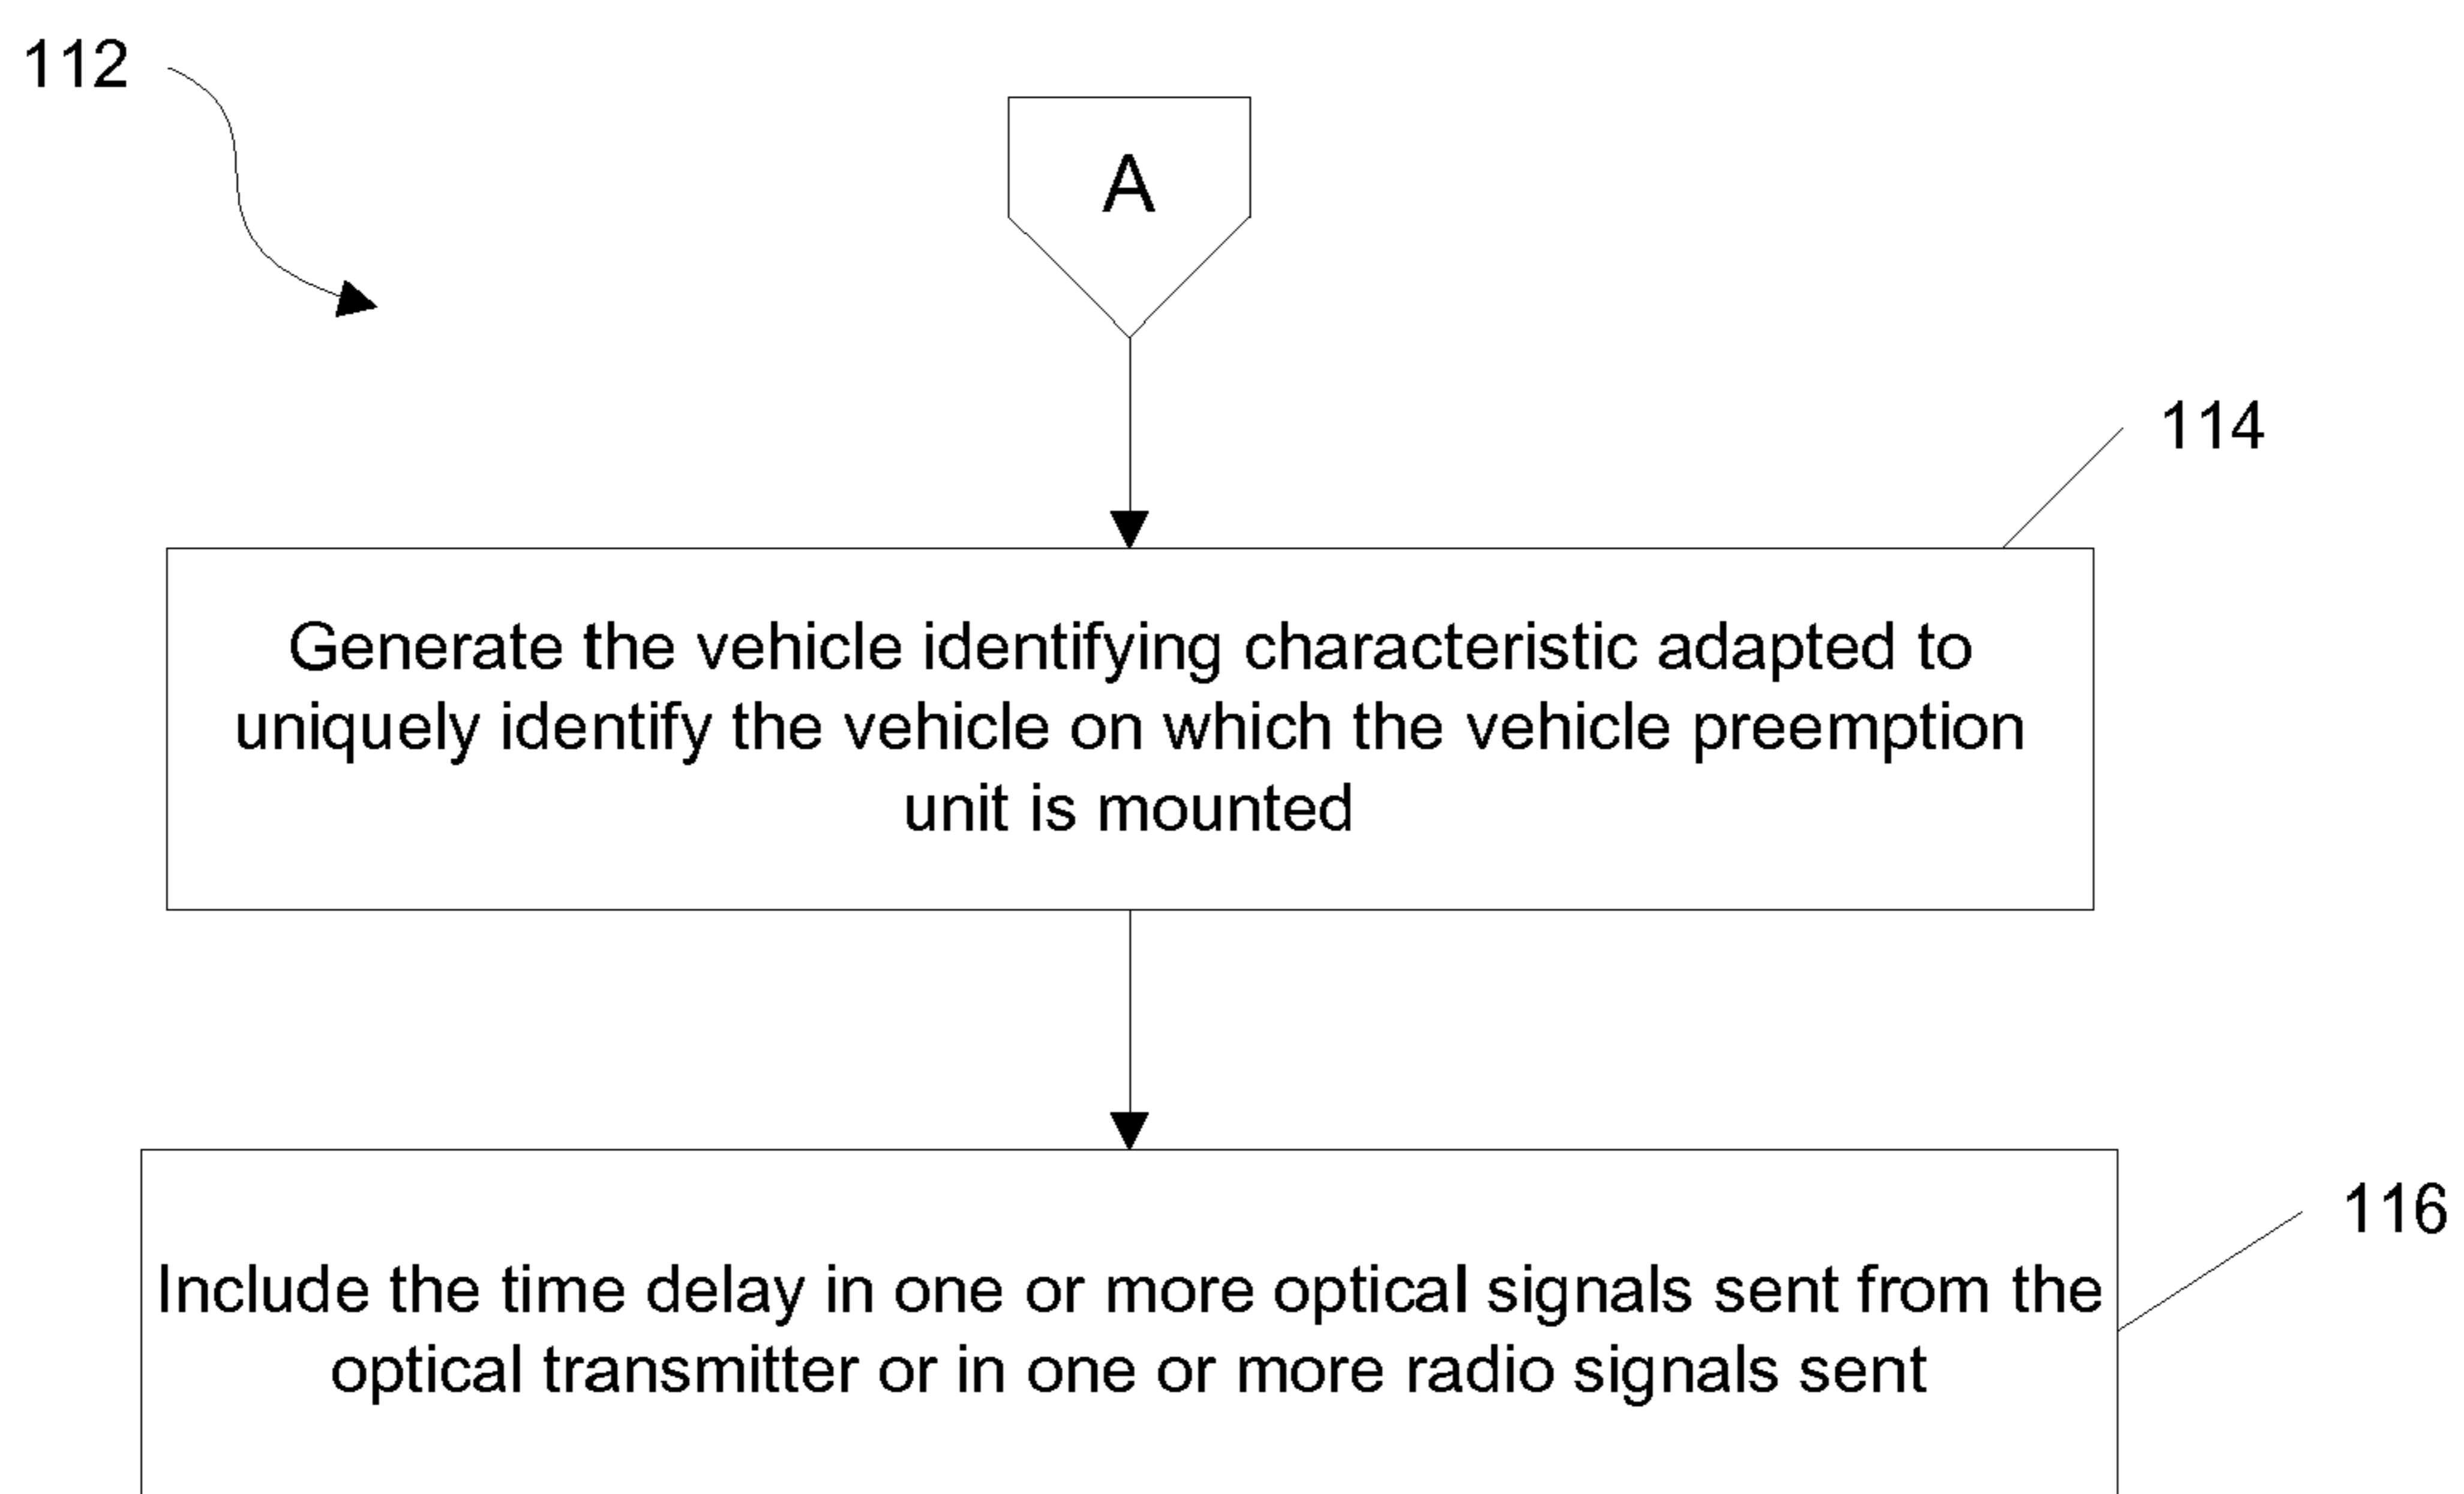 112
A
114
Generate the vehicle identifying characteristic adapted to
uniquely identify the vehicle on which the vehicle preemption
unit is mounted
116
Include the time delay in one or more optical signals sent from the
optical transmitter or in one or more radio signals sent